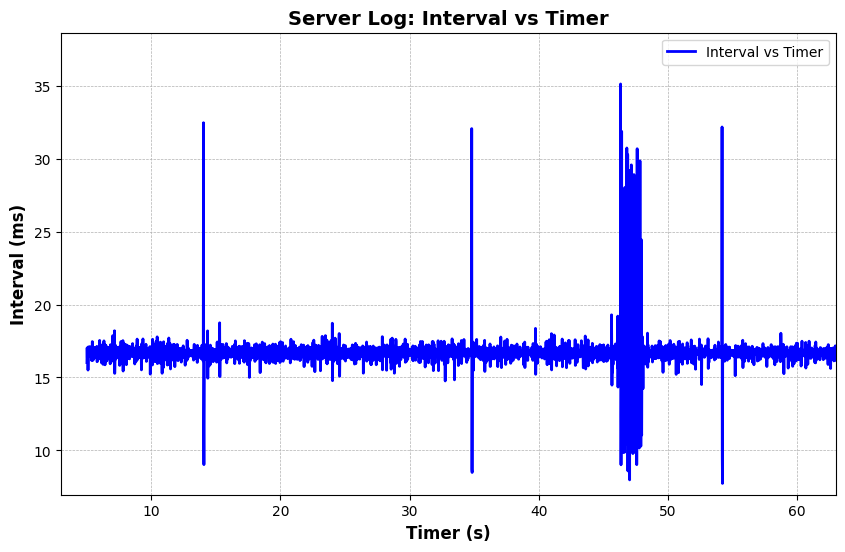 Server Log: Interval vs Timer
Interval vs Timer
35
30
25
20
15
10
Interval (ms)
10 20 30 40 50 60
Timer (s)